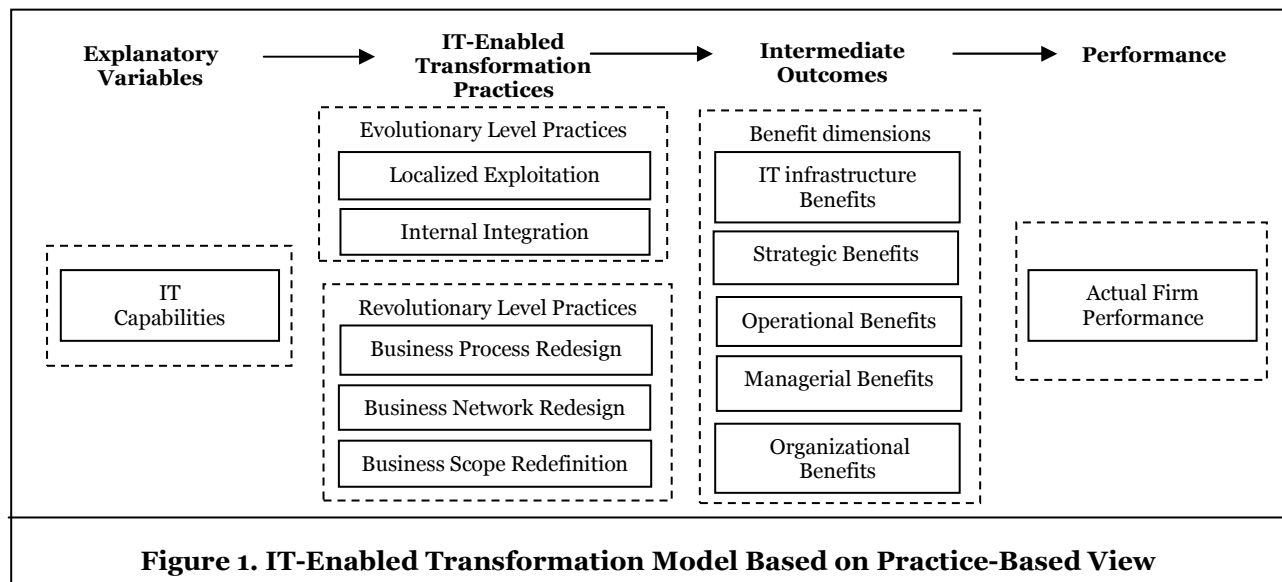 Explanatory
Variables
IT-Enabled
Transformation
Practices
Intermediate
Outcomes
Performance
Evolutionary Level Practices
Localized Exploitation
Internal Integration
Revolutionary Level Practices
Business Process Redesign
Business Network Redesign
Business Scope Redefinition
IT
Capabilities
Benefit dimensions
IT infrastructure
Benefits
Strategic Benefits
Operational Benefits
Managerial Benefits
Organizational
Benefits
Actual Firm
Performance
Figure 1. IT-Enabled Transformation Model Based on Practice-Based View